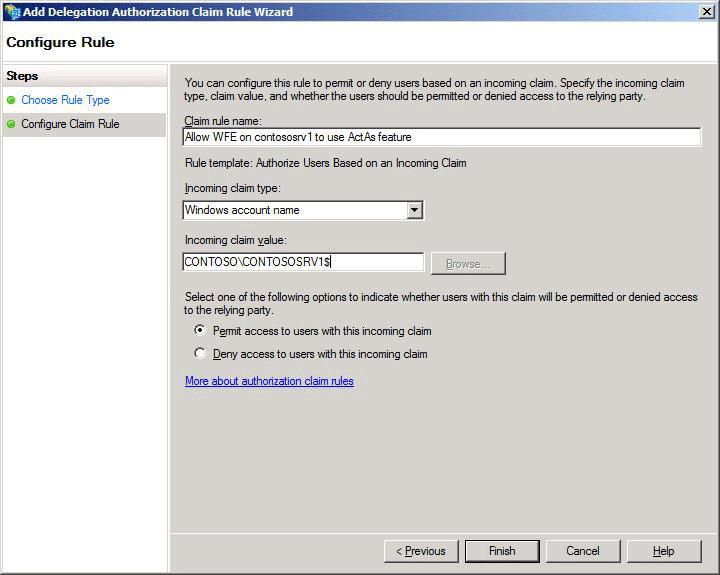 Add Delegation Authorization Claim Rule Wizard
Configure Rule
Steps
Choose Rule Type
Configure Claim Rule
You can configure this rule to permit or deny users based on an incoming claim. Specify the incoming claim
type, claim value, and whether the users should be permitted or denied access to the relying party.
Claim rule name:
Allow WFE on contososrv1 to use ActAs feature
Rule template: Authorize Users Based on an Incoming Claim
Incoming claim type:
Windows account name
Incoming claim value:
CONTOSO\CONTOSOSRV1$
Browse...
Select one of the following options to indicate whether users with this claim will be permitted or denied access
to the relying party.
Permit access to users with this incoming claim
Deny access to users with this incoming claim
More about authorization claim rules
< Previous
Finish
Cancel
Help